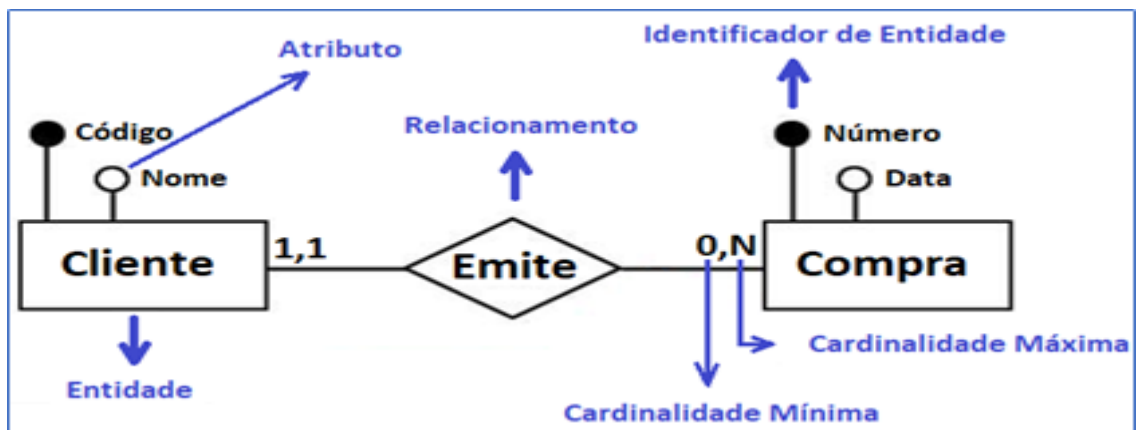 Identificador de Entidade
Atributo
Código
Relacionamento
Número
Nome
Data
Cliente
1,1
Emite
0,N
Compra
Cardinalidade Máxima
Entidade
Cardinalidade Mínima